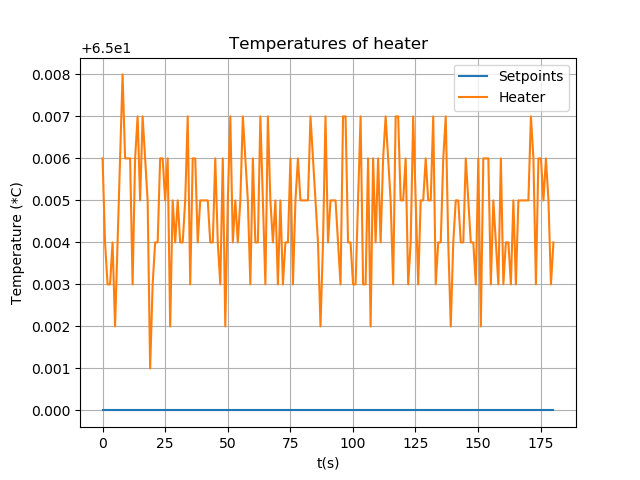 Temperatures of heater
+6.5e1
Setpoints
Heater
0.008
0.007
0.006
0.005
0.004
0.003
0.002
0.001
0.000
Temperature (*C)
0 25 50 75 100 125 150 175
t(s)